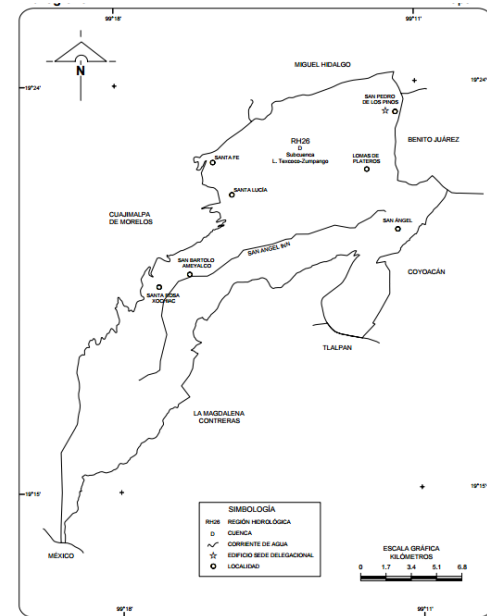 99°18'
99°11'
N
19°24'
19°24'
MIGUEL HIDALGO
SAN PEDRO
DE LOS PINOS
BENITO JUÁREZ
RH26
D
Subcuenca
L. Texcoco-Zumpango
SANTA FE
LOMAS DE
PLATEROS
SANTA LUCÍA
CUAJIMALPA
DE MORELOS
SAN ÁNGEL
SAN ÁNGEL INN
SAN BARTOLO
AMEYALCO
COYOACÁN
SANTA ROSA
XOCHIAC
TLALPAN
LA MAGDALENA
CONTRERAS
19°15'
19°15'
SIMBOLOGÍA
RH26 REGIÓN HIDROLÓGICA
D CUENCA
CORRIENTE DE AGUA
EDIFICIO SEDE DELEGACIONAL
LOCALIDAD
MÉXICO
ESCALA GRÁFICA
KILÓMETROS
0 1.7 3.4 5.1 6.8
99°18'
99°11'